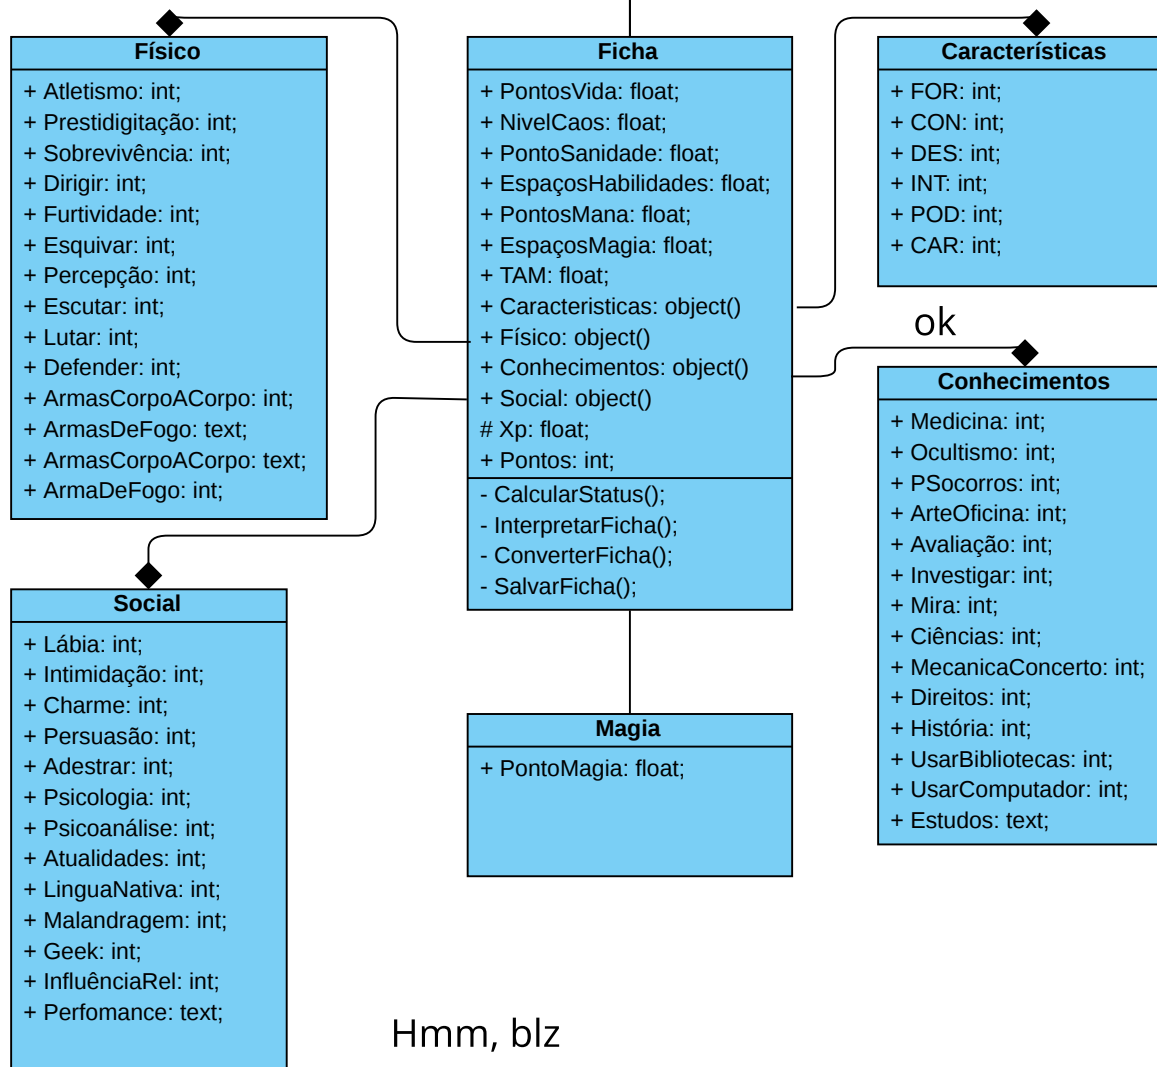 Físico
+ Atletismo: int;
+ Prestidigitação: int;
+ Sobrevivência: int;
+ Dirigir: int;
+ Furtividade: int;
+ Esquivar: int;
+ Percepção: int;
+ Escutar: int;
+ Lutar: int;
+ Defender: int;
+ ArmasCorpoACorpo: int;
+ ArmasDeFogo: text;
+ ArmasCorpoACorpo: text;
+ ArmaDeFogo: int;
Ficha
+ PontosVida: float;
+ NivelCaos: float;
+ PontoSanidade: float;
+ EspaçosHabilidades: float;
+ PontosMana: float;
+ EspaçosMagia: float;
+ TAM: float;
+ Caracteristicas: object()
+ Físico: object()
+ Conhecimentos: object()
+ Social: object()
# Xp: float;
+ Pontos: int;
- CalcularStatus();
- InterpretarFicha();
- ConverterFicha();
- SalvarFicha();
Características
+ FOR: int;
+ CON: int;
+ DES: int;
+ INT: int;
+ POD: int;
+ CAR: int;
ok
Conhecimentos
+ Medicina: int;
+ Ocultismo: int;
+ PSocorros: int;
+ ArteOficina: int;
+ Avaliação: int;
+ Investigar: int;
+ Mira: int;
+ Ciências: int;
+ MecanicaConcerto: int;
+ Direitos: int;
+ História: int;
+ UsarBibliotecas: int;
+ UsarComputador: int;
+ Estudos: text;
Social
+ Lábia: int;
+ Intimidação: int;
+ Charme: int;
+ Persuasão: int;
+ Adestrar: int;
+ Psicologia: int;
+ Psicoanálise: int;
+ Atualidades: int;
+ LinguaNativa: int;
+ Malandragem: int;
+ Geek: int;
+ InfluênciaRel: int;
+ Perfomance: text;
Magia
+ PontoMagia: float;
Hmm, blz